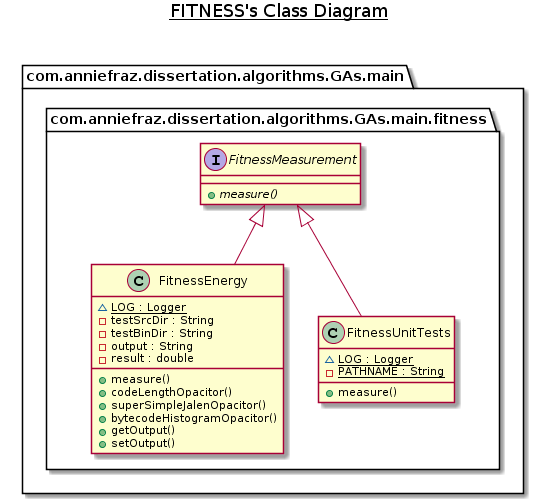 FITNESS's Class Diagram
com.anniefraz.dissertation.algorithms.GAs.main
com.anniefraz.dissertation.algorithms.GAs.main.fitness
I FitnessMeasurement
measure()
C FitnessEnergy
LOG : Logger
testSrcDir : String
testBinDir : String
output : String
result : double
measure()
codeLengthOpacitor()
superSimpleJalenOpacitor()
bytecodeHistogramOpacitor()
getOutput()
setOutput()
C FitnessUnitTests
LOG : Logger
PATHNAME : String
measure()